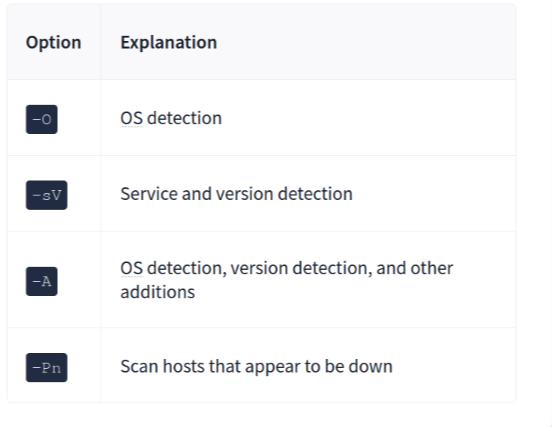 Option Explanation
-O OS detection
-sV Service and version detection
-A OS detection, version detection, and other
additions
-Pn Scan hosts that appear to be down